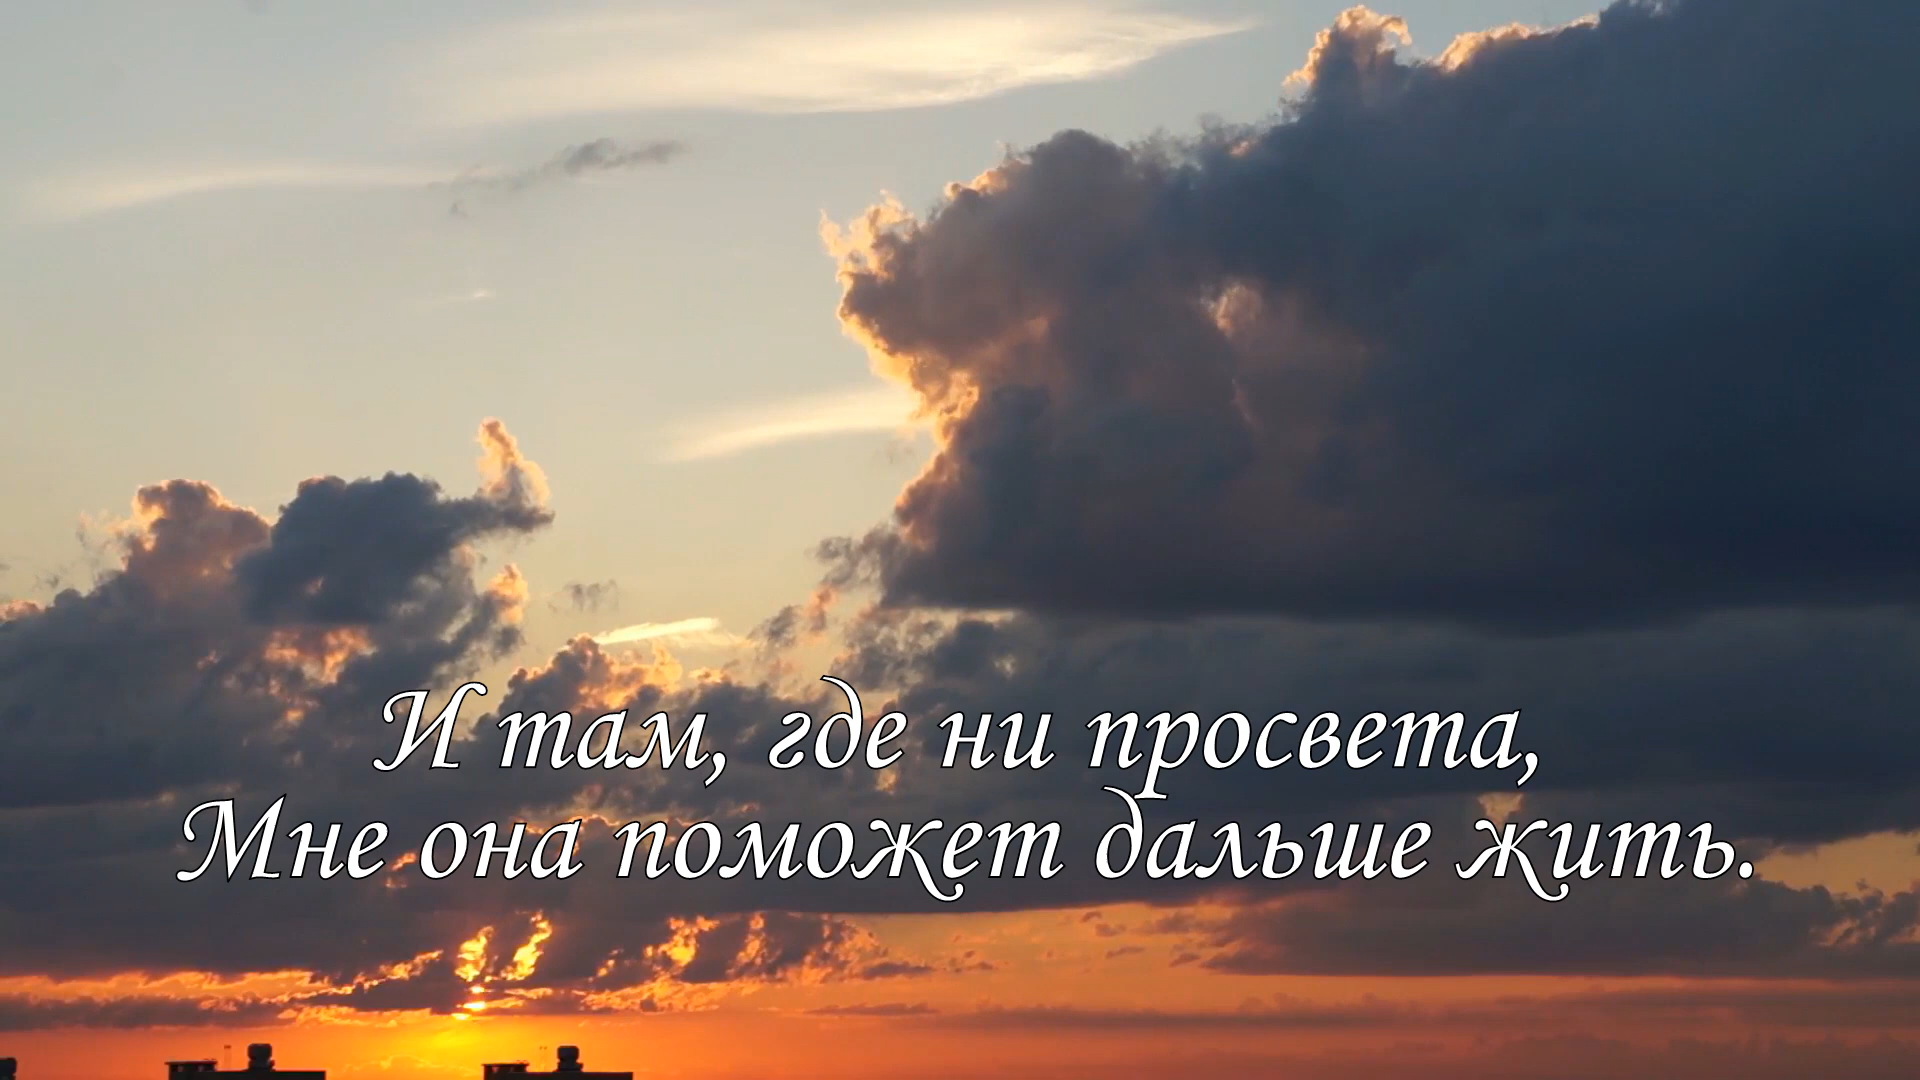 И там, где ни просвета,
Мне она поможет дальше жить.